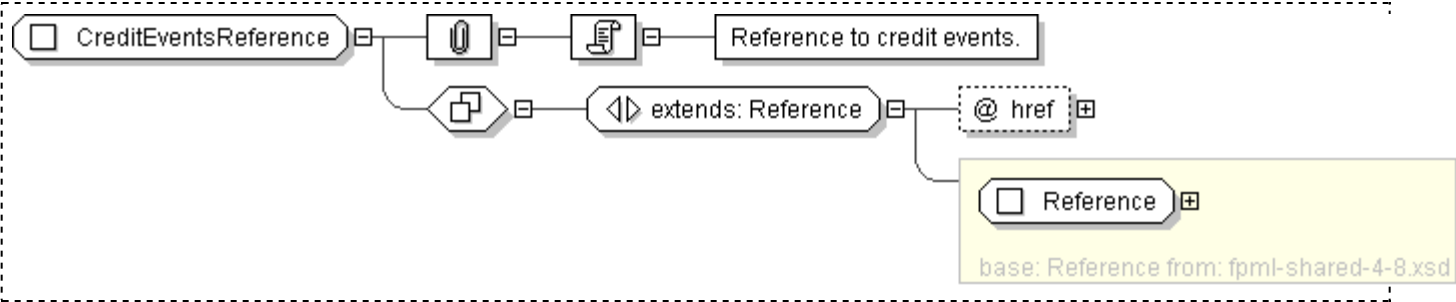 CreditEventsReference
Reference to credit events.
extends: Reference
@ href
Reference
base: Reference from: fpml-shared-4-8.xsd